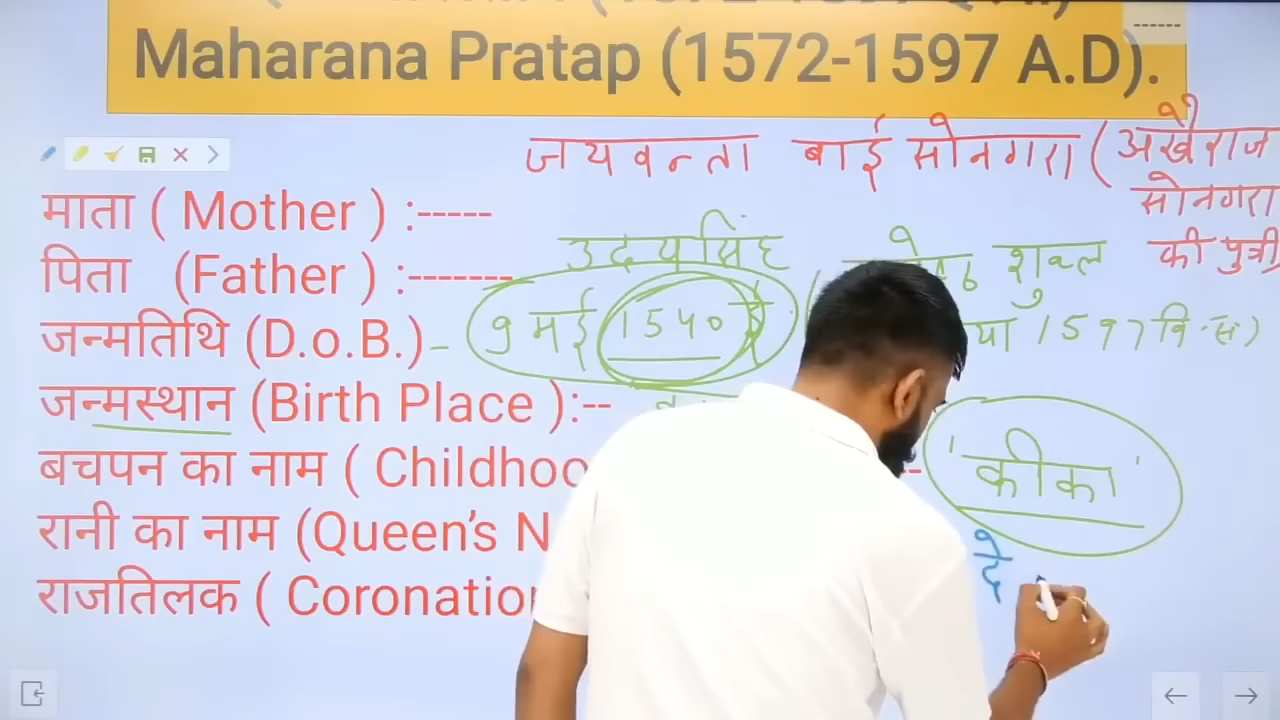 Maharana Pratap (1572-1597 A.D).
------
जयवन्ता बाई सोनगरा ( अखैराज
सोनगरा
की पुत्री
माता ( Mother ) :-----
उदयसिंह
शुक्ल
पिता (Father ) :-------
जन्मतिथि (D.o.B.)-
9 मई 1540 ई
या 1597 वि.सं)
जन्मस्थान (Birth Place ):--
बचपन का नाम ( Childhoo
--
'कीका'
रानी का नाम (Queen's N
राजतिलक ( Coronation